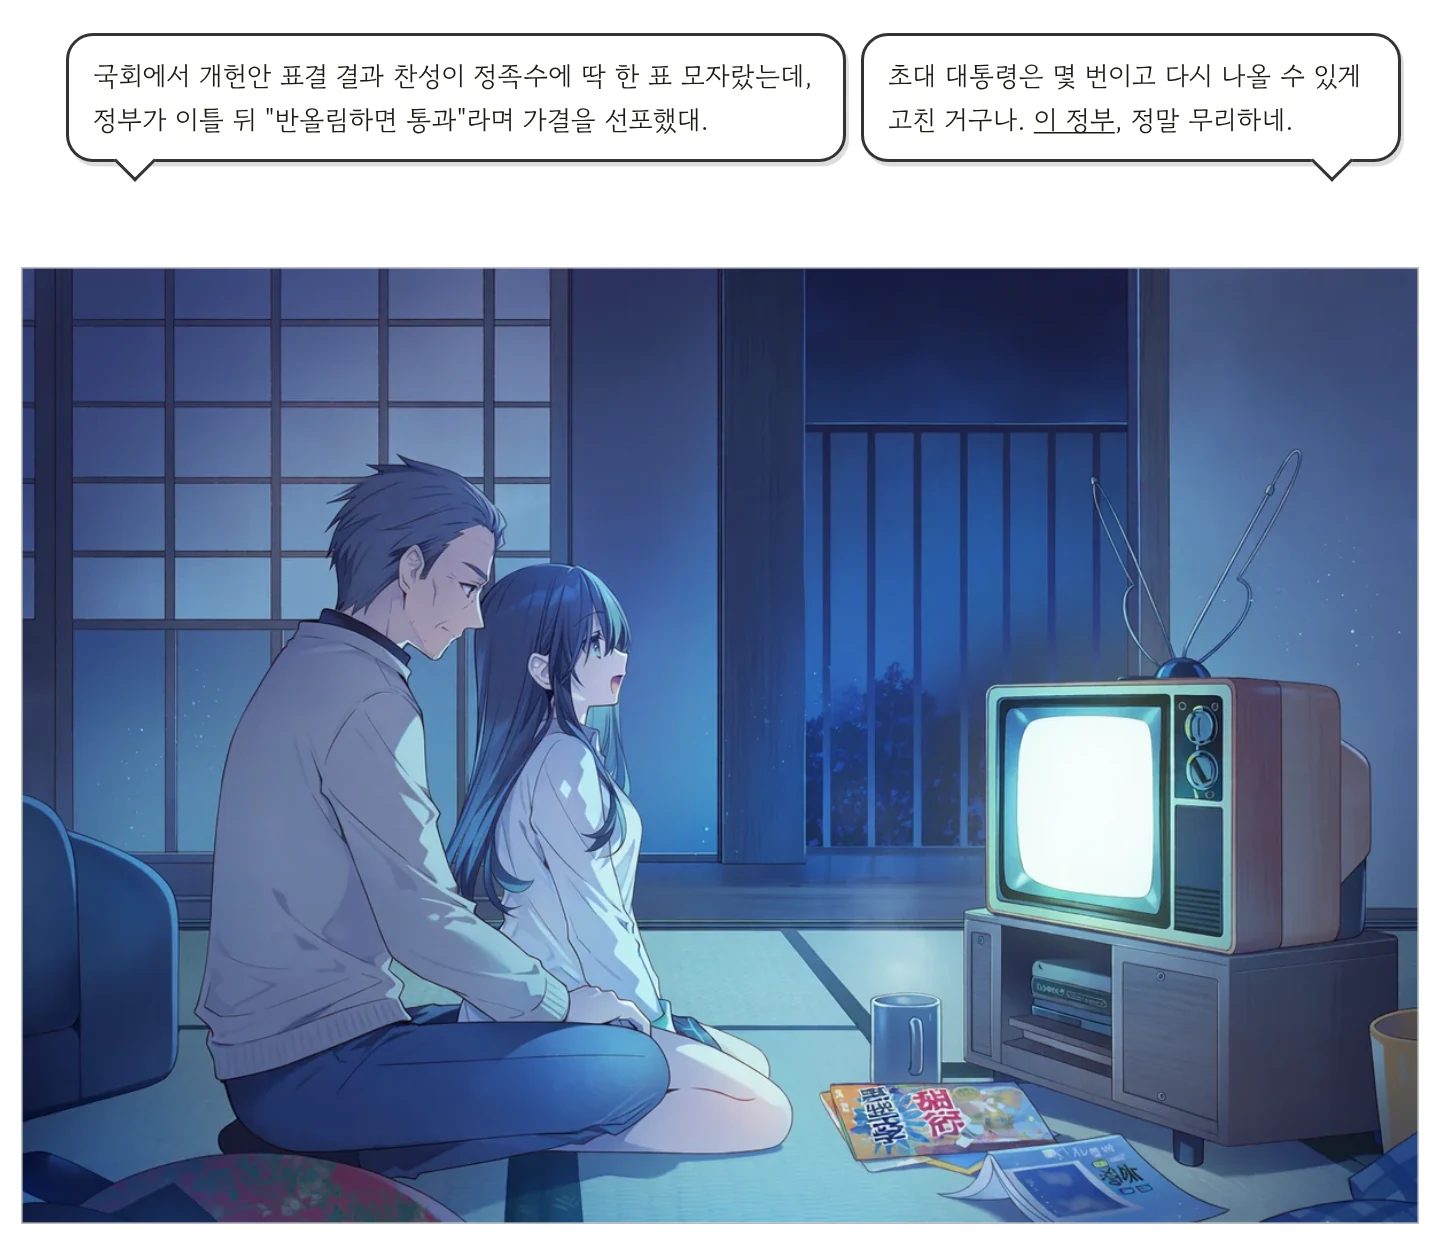 국회에서 개헌안 표결 결과 찬성이 정족수에 딱 한 표 모자랐는데,
정부가 이틀 뒤 "반올림하면 통과"라며 가결을 선포했대.
초대 대통령은 몇 번이고 다시 나올 수 있게
고친 거구나. 이 정부, 정말 무리하네.